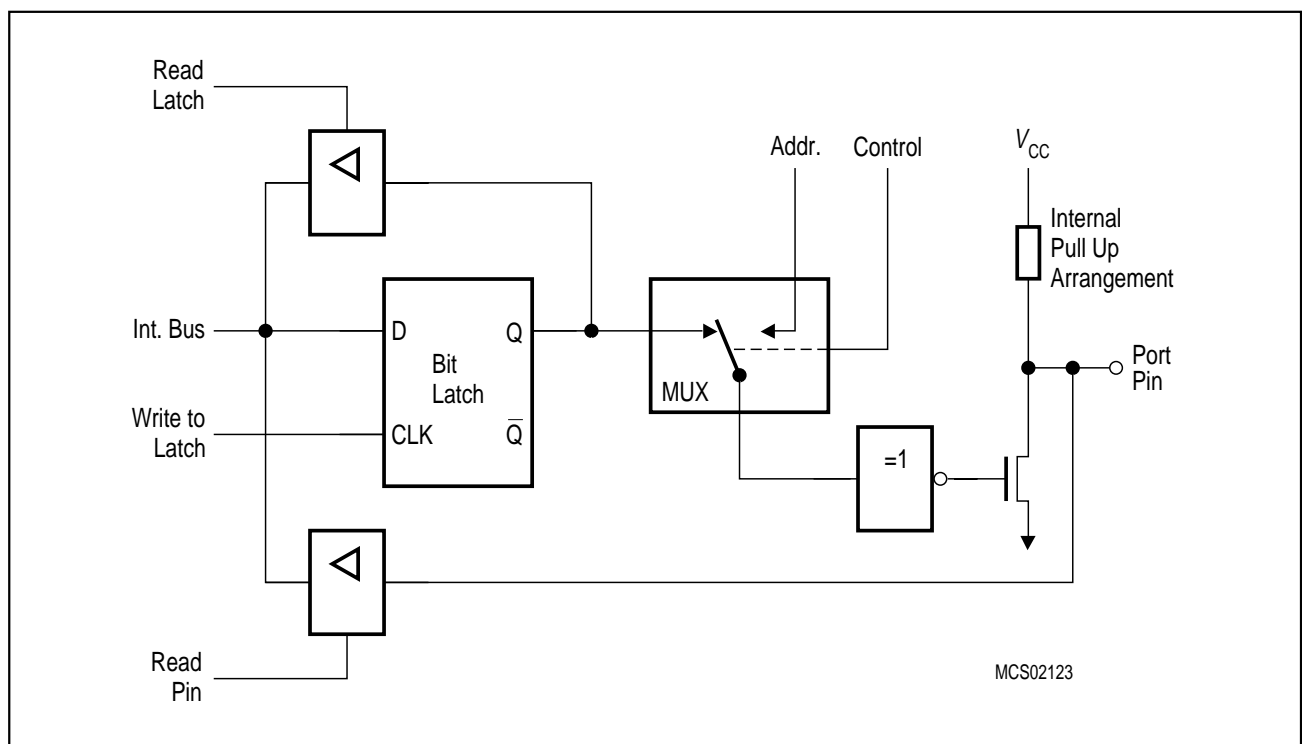 Read
Latch
Addr.
Control
VCC
Internal
Pull Up
Arrangement
Int. Bus
D
Q
Bit
Latch
MUX
Port
Pin
Write to
Latch
CLK
Q̅
=1
Read
Pin
MCS02123